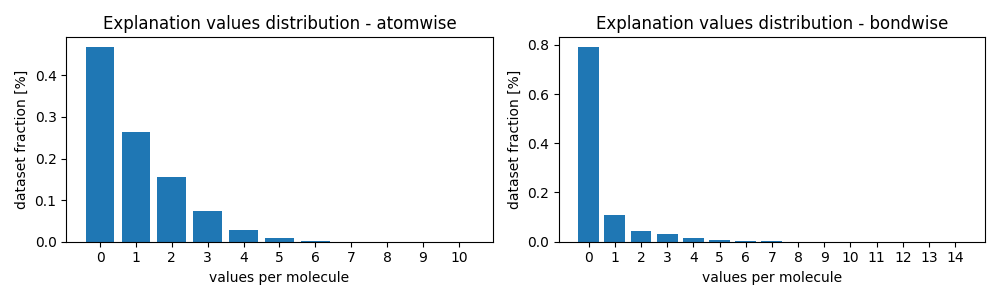 Explanation values distribution - atomwise
dataset fraction [%]
0.4
0.3
0.2
0.1
0.0
0 1 2 3 4 5 6 7 8 9 10
values per molecule
Explanation values distribution - bondwise
dataset fraction [%]
0.8
0.6
0.4
0.2
0.0
0 1 2 3 4 5 6 7 8 9 10 11 12 13 14
values per molecule